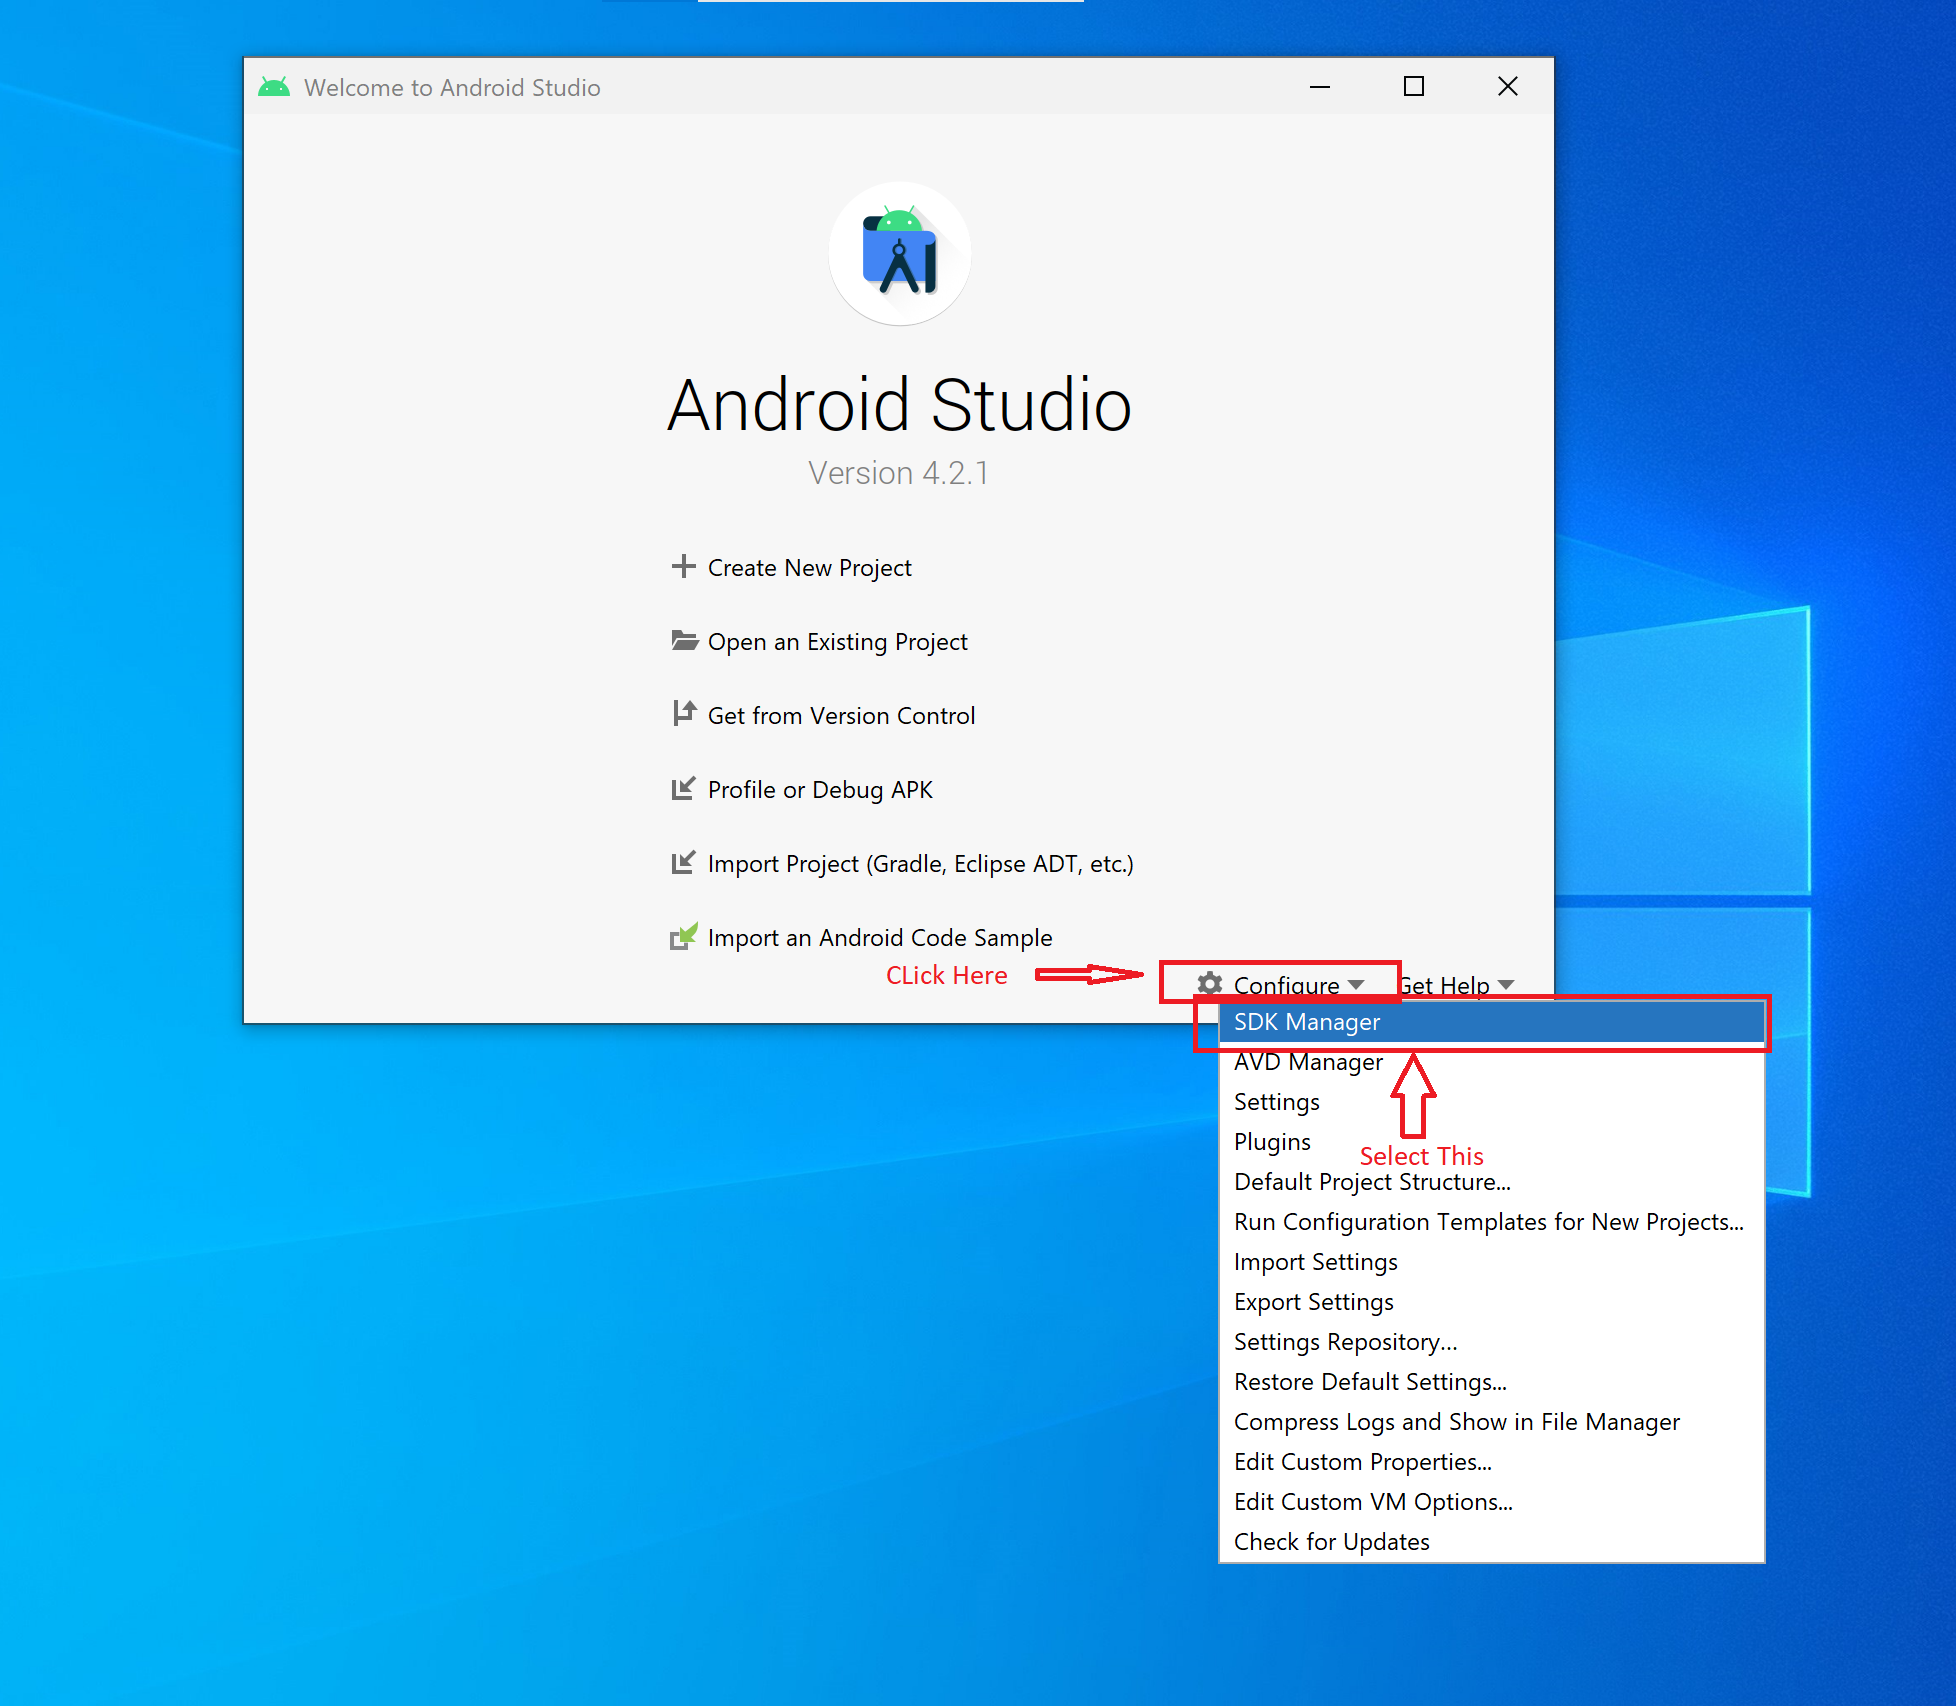 Welcome to Android Studio
Android Studio
Version 4.2.1
Create New Project
Open an Existing Project
Get from Version Control
Profile or Debug APK
Import Project (Gradle, Eclipse ADT, etc.)
Import an Android Code Sample
CLick Here
Configure Get Help
SDK Manager
AVD Manager
Settings
Plugins
Select This
Default Project Structure...
Run Configuration Templates for New Projects...
Import Settings
Export Settings
Settings Repository...
Restore Default Settings...
Compress Logs and Show in File Manager
Edit Custom Properties...
Edit Custom VM Options...
Check for Updates